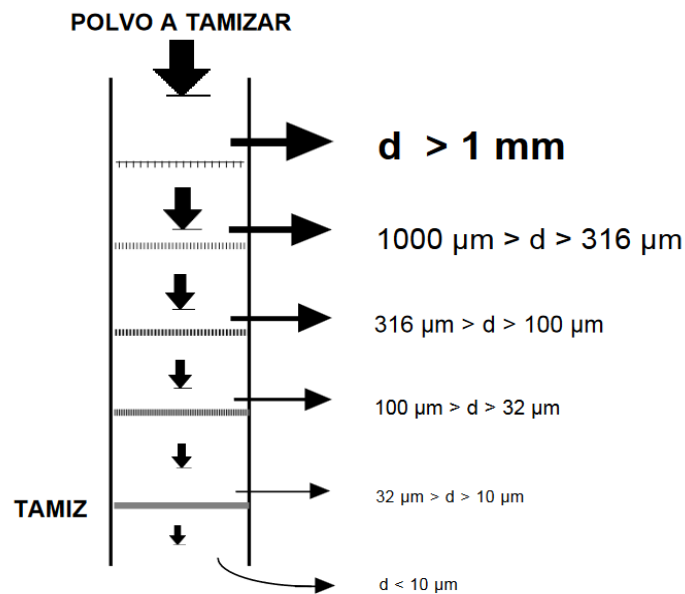 POLVO A TAMIZAR
d > 1 mm
1000 µm > d > 316 µm
316 µm > d > 100 µm
100 µm > d > 32 µm
32 µm > d > 10 µm
TAMIZ
d < 10 µm